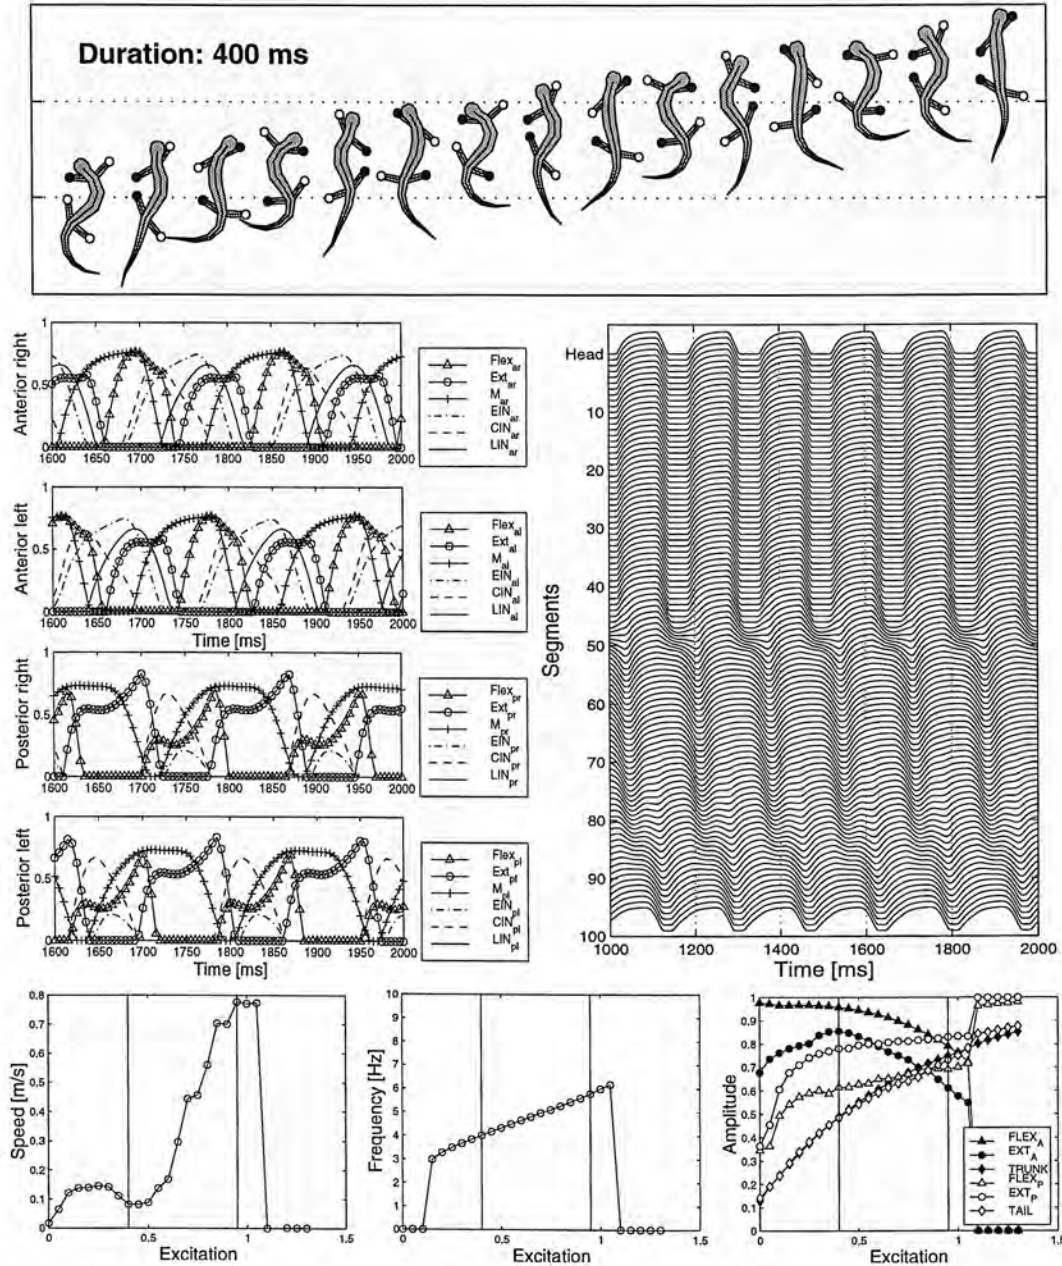 Duration: 400 ms
Anterior right
1
0.5
0
1600 1650 1700 1750 1800 1850 1900 1950 2000
Flex_ar
Ext_ar
M_ar
EIN_ar
CIN_ar
LIN_ar
Anterior left
1
0.5
0
1600 1650 1700 1750 1800 1850 1900 1950 2000
Time [ms]
Flex_al
Ext_al
M_al
EIN_al
CIN_al
LIN_al
Posterior right
1
0.5
0
1600 1650 1700 1750 1800 1850 1900 1950 2000
Flex_pr
Ext_pr
M_pr
EIN_pr
CIN_pr
LIN_pr
Posterior left
1
0.5
0
1600 1650 1700 1750 1800 1850 1900 1950 2000
Time [ms]
Flex_pl
Ext_pl
M_pl
EIN_pl
CIN_pl
LIN_pl
Segments
Head
10
20
30
40
50
60
70
80
90
100
1000 1200 1400 1600 1800 2000
Time [ms]
Speed [m/s]
0.8
0.7
0.6
0.5
0.4
0.3
0.2
0.1
0
0 0.5 1 1.5
Excitation
Frequency [Hz]
10
9
8
7
6
5
4
3
2
1
0
0 0.5 1 1.5
Excitation
Amplitude
1
0.9
0.8
0.7
0.6
0.5
0.4
0.3
0.2
0.1
0
0 0.5 1 1.5
Excitation
FLEX_A
EXT_A
TRUNK
FLEX_P
EXT_P
TAIL